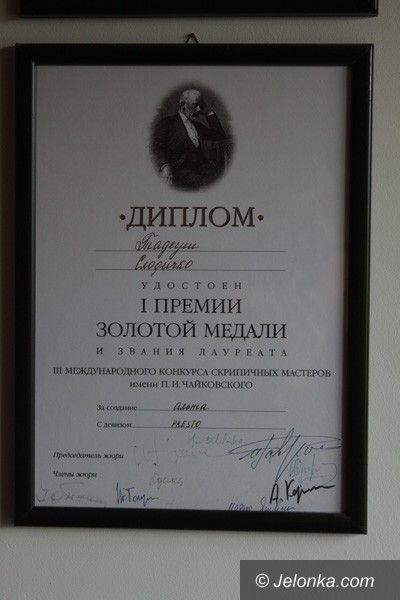 ·ДИПЛОМ·
Тадеуш
Слодичко
УДОСТОЕН
I ПРЕМИИ
ЗОЛОТОЙ МЕДАЛИ
И ЗВАНИЯ ЛАУРЕАТА
III МЕЖДУНАРОДНОГО КОНКУРСА СКРИПИЧНЫХ МАСТЕРОВ
ИМЕНИ П. И. ЧАЙКОВСКОГО
За создание альта
С девизом PRESTO
Председатель жюри
Члены жюри
© Jelonka.com